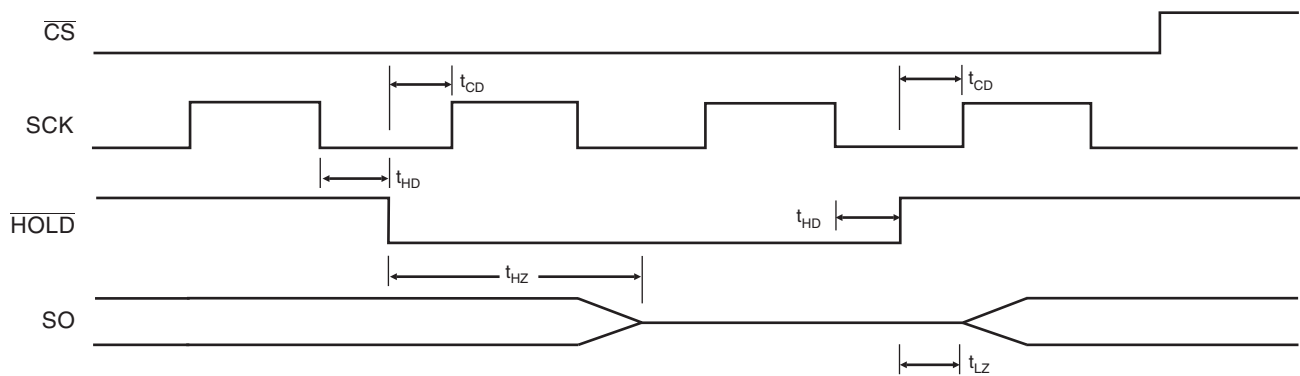 CS
t_CD
t_CD
SCK
t_HD
HOLD
t_HD
t_HZ
SO
t_LZ